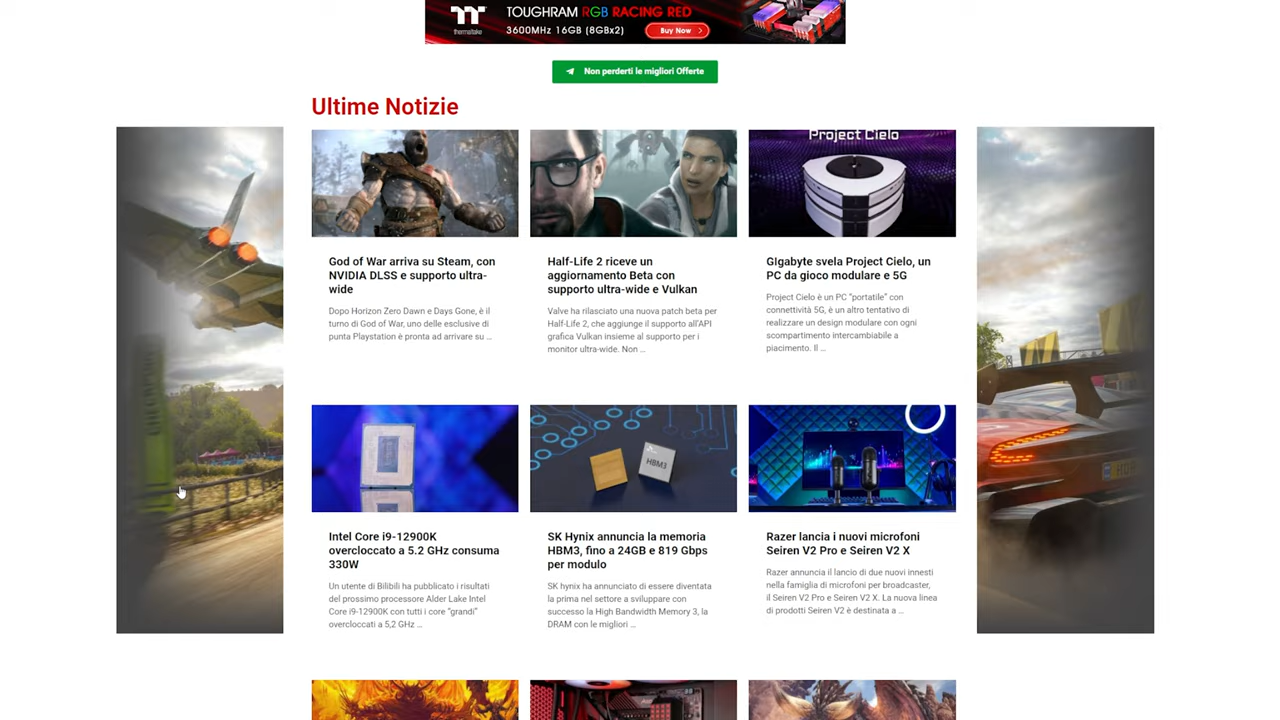 TOUGHRAM RGB RACING RED
thermaltake
3600MHz 16GB (8GBx2)
Buy Now
Non perderti le migliori Offerte
Ultime Notizie
Project Cielo
God of War arriva su Steam, con
NVIDIA DLSS e supporto ultra-
wide
Dopo Horizon Zero Dawn e Days Gone, è il
turno di God of War, uno delle esclusive di
punta Playstation è pronta ad arrivare su ...
Half-Life 2 riceve un
aggiornamento Beta con
supporto ultra-wide e Vulkan
Valve ha rilasciato una nuova patch beta per
Half-Life 2, che aggiunge il supporto all'API
grafica Vulkan insieme al supporto per i
monitor ultra-wide. Non ...
GIgabyte svela Project Cielo, un
PC da gioco modulare e 5G
Project Cielo è un PC "portatile" con
connettività 5G, è un altro tentativo di
realizzare un design modulare con ogni
scompartimento intercambiabile a
piacimento. Il ...
HBM3
Intel Core i9-12900K
overcloccato a 5.2 GHz consuma
330W
Un utente di Bilibili ha pubblicato i risultati
del prossimo processore Alder Lake Intel
Core i9-12900K con tutti i core "grandi"
overcloccati a 5,2 GHz ...
SK Hynix annuncia la memoria
HBM3, fino a 24GB e 819 Gbps
per modulo
SK hynix ha annunciato di essere diventata
la prima nel settore a sviluppare con
successo la High Bandwidth Memory 3, la
DRAM con le migliori ...
Razer lancia i nuovi microfoni
Seiren V2 Pro e Seiren V2 X
Razer annuncia il lancio di due nuovi innesti
nella famiglia di microfoni per broadcaster,
il Seiren V2 Pro e Seiren V2 X. La nuova linea
di prodotti Seiren V2 è destinata a ...